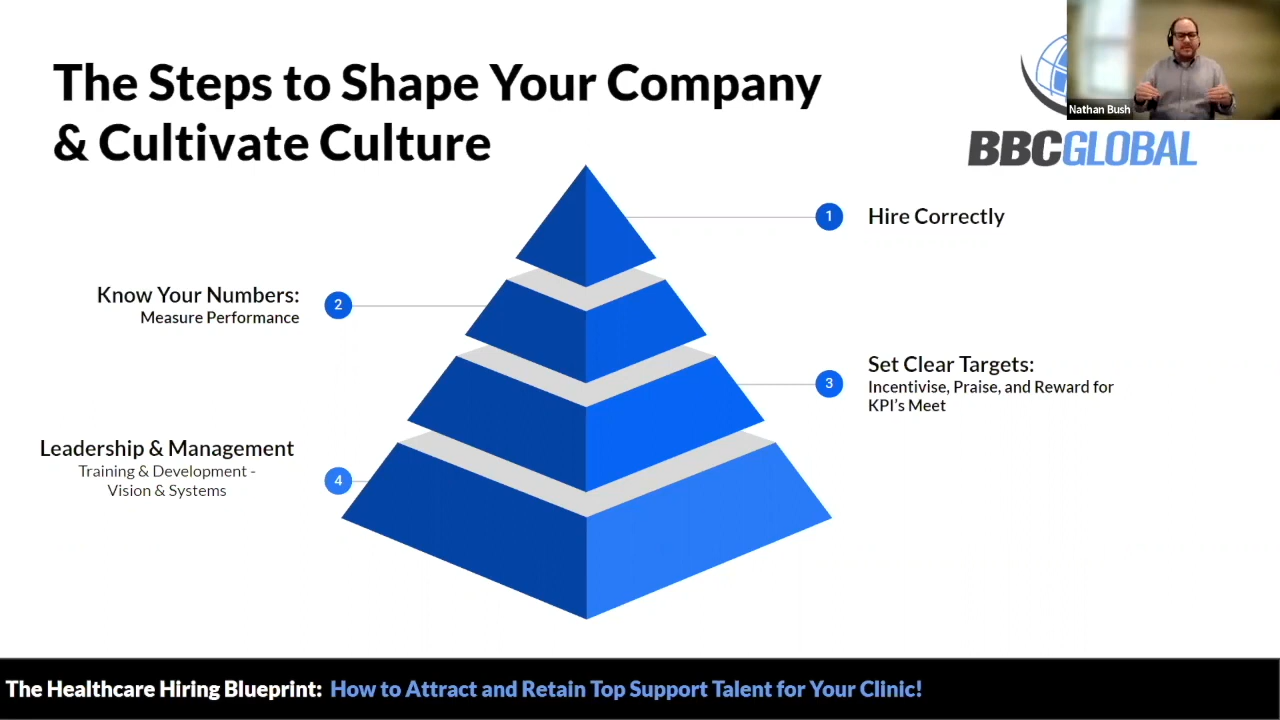 The Steps to Shape Your Company
& Cultivate Culture
Nathan Bush
BBCGLOBAL
1
Hire Correctly
Know Your Numbers:
Measure Performance
2
3
Set Clear Targets:
Incentivise, Praise, and Reward for
KPI's Meet
Leadership & Management
Training & Development -
Vision & Systems
4
The Healthcare Hiring Blueprint: How to Attract and Retain Top Support Talent for Your Clinic!